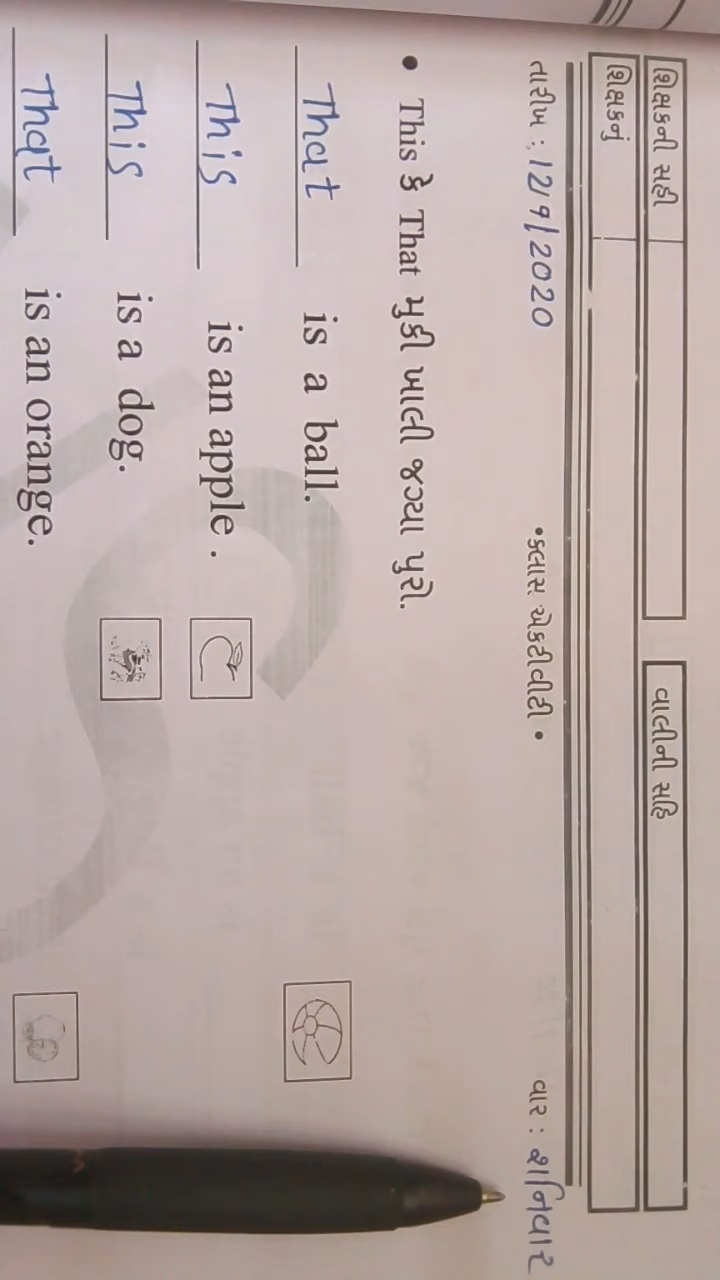 શિક્ષકની સહી વાલીની સહિ
શિક્ષકનું
તારીખ : 12/9/2020 •ક્લાસ એક્ટીવીટી• વાર : શનિવાર
• This કે That મુકી ખાલી જગ્યા પુરો.
That is a ball.
This is an apple.
This is a dog.
That is an orange.